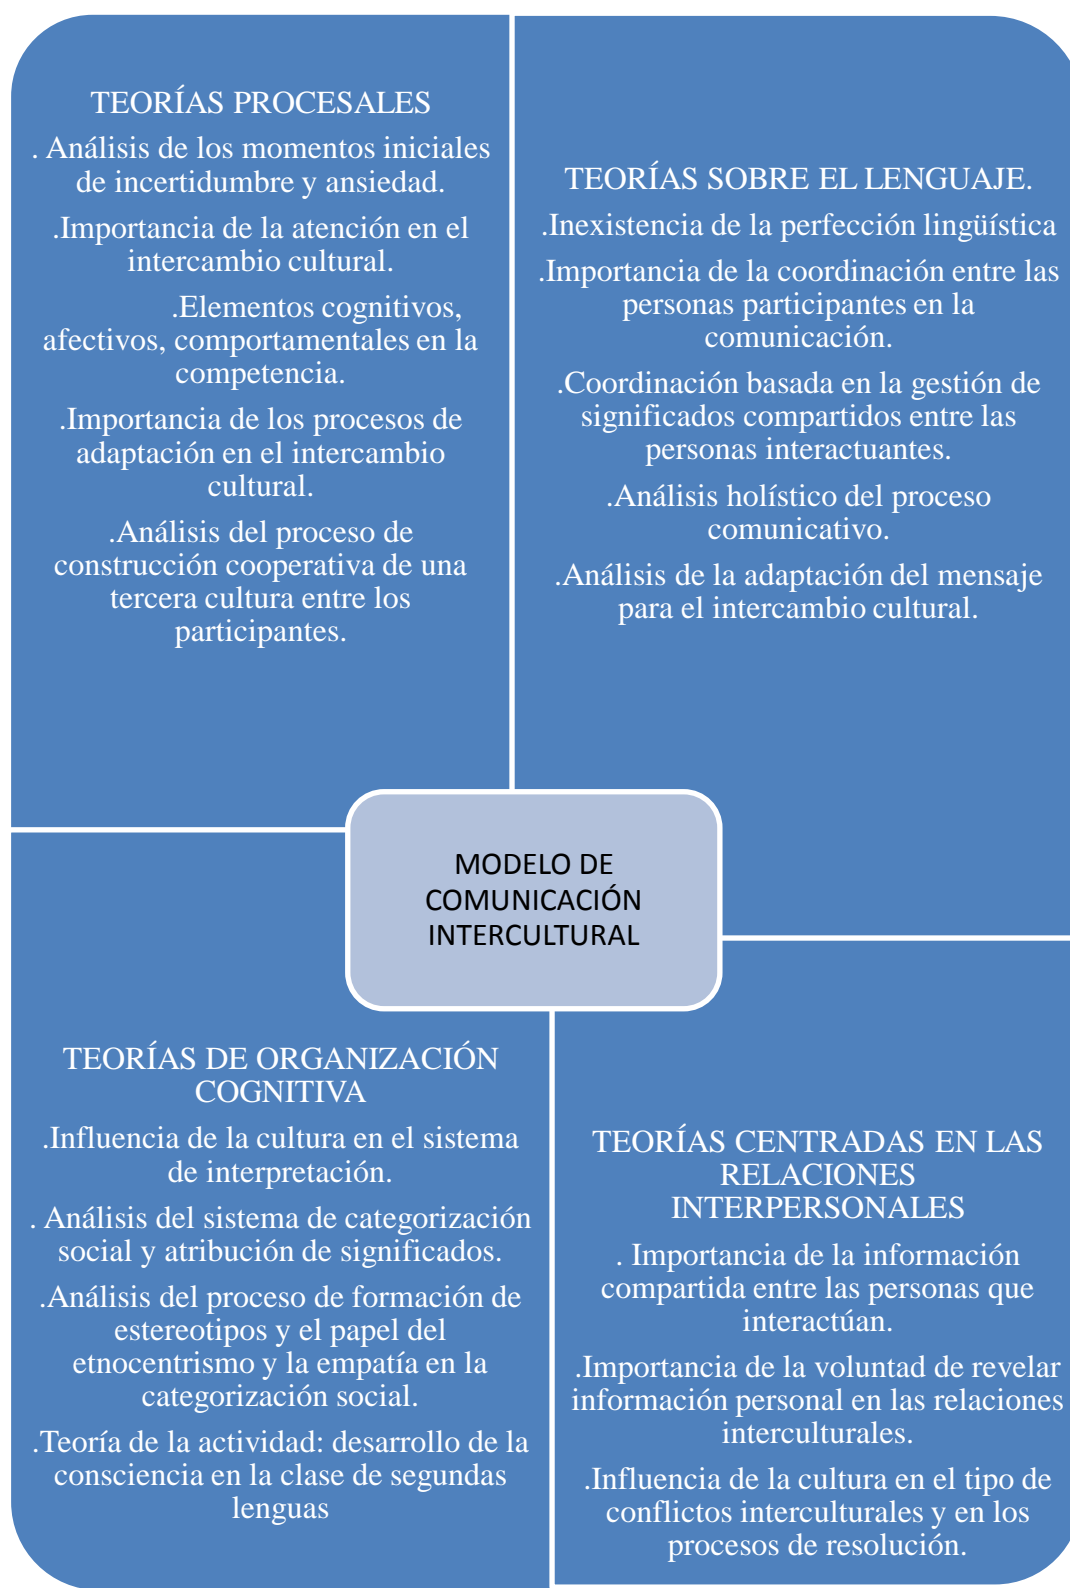 TEORÍAS PROCESALES
. Análisis de los momentos iniciales
de incertidumbre y ansiedad.
.Importancia de la atención en el
intercambio cultural.
.Elementos cognitivos,
afectivos, comportamentales en la
competencia.
.Importancia de los procesos de
adaptación en el intercambio
cultural.
.Análisis del proceso de
construcción cooperativa de una
tercera cultura entre los
participantes.
TEORÍAS SOBRE EL LENGUAJE.
.Inexistencia de la perfección lingüística
.Importancia de la coordinación entre las
personas participantes en la
comunicación.
.Coordinación basada en la gestión de
significados compartidos entre las
personas interactuantes.
.Análisis holístico del proceso
comunicativo.
.Análisis de la adaptación del mensaje
para el intercambio cultural.
MODELO DE
COMUNICACIÓN
INTERCULTURAL
TEORÍAS DE ORGANIZACIÓN
COGNITIVA
.Influencia de la cultura en el sistema
de interpretación.
. Análisis del sistema de categorización
social y atribución de significados.
.Análisis del proceso de formación de
estereotipos y el papel del
etnocentrismo y la empatía en la
categorización social.
.Teoría de la actividad: desarrollo de la
consciencia en la clase de segundas
lenguas
TEORÍAS CENTRADAS EN LAS
RELACIONES
INTERPERSONALES
. Importancia de la información
compartida entre las personas que
interactúan.
.Importancia de la voluntad de revelar
información personal en las relaciones
interculturales.
.Influencia de la cultura en el tipo de
conflictos interculturales y en los
procesos de resolución.